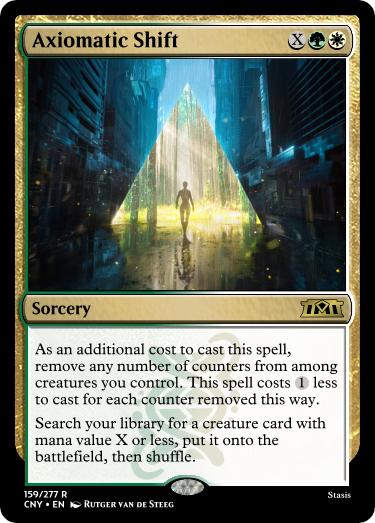 Axiomatic Shift X
Sorcery
As an additional cost to cast this spell,
remove any number of counters from among
creatures you control. This spell costs 1 less
to cast for each counter removed this way.
Search your library for a creature card with
mana value X or less, put it onto the
battlefield, then shuffle.
159/277 R
Stasis
CNY • EN Rutger van de Steeg